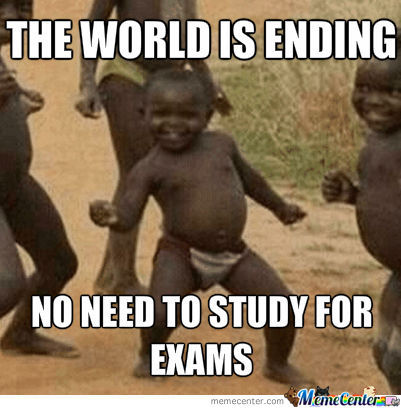 THE WORLD IS ENDING
NO NEED TO STUDY FOR
EXAMS
memecenter.com MemeCenter